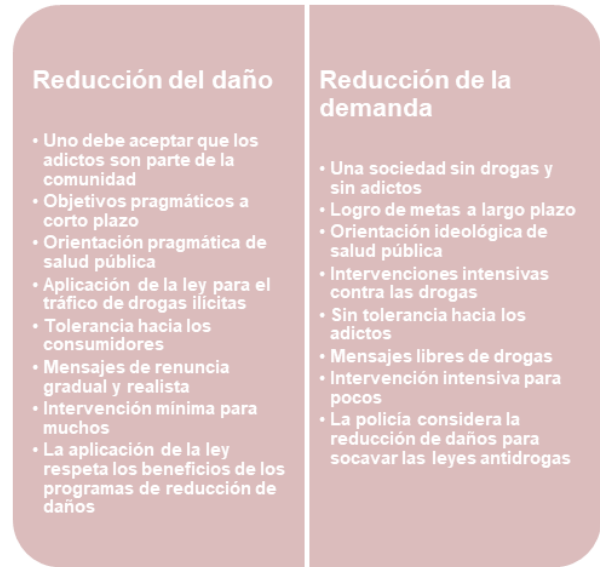 Reducción del daño
• Uno debe aceptar que los
adictos son parte de la
comunidad
• Objetivos pragmáticos a
corto plazo
• Orientación pragmática de
salud pública
• Aplicación de la ley para el
tráfico de drogas ilícitas
• Tolerancia hacia los
consumidores
• Mensajes de renuncia
gradual y realista
• Intervención mínima para
muchos
• La aplicación de la ley
respeta los beneficios de los
programas de reducción de
daños
Reducción de la
demanda
• Una sociedad sin drogas y
sin adictos
• Logro de metas a largo plazo
• Orientación ideológica de
salud pública
• Intervenciones intensivas
contra las drogas
• Sin tolerancia hacia los
adictos
• Mensajes libres de drogas
• Intervención intensiva para
pocos
• La policía considera la
reducción de daños para
socavar las leyes antidrogas